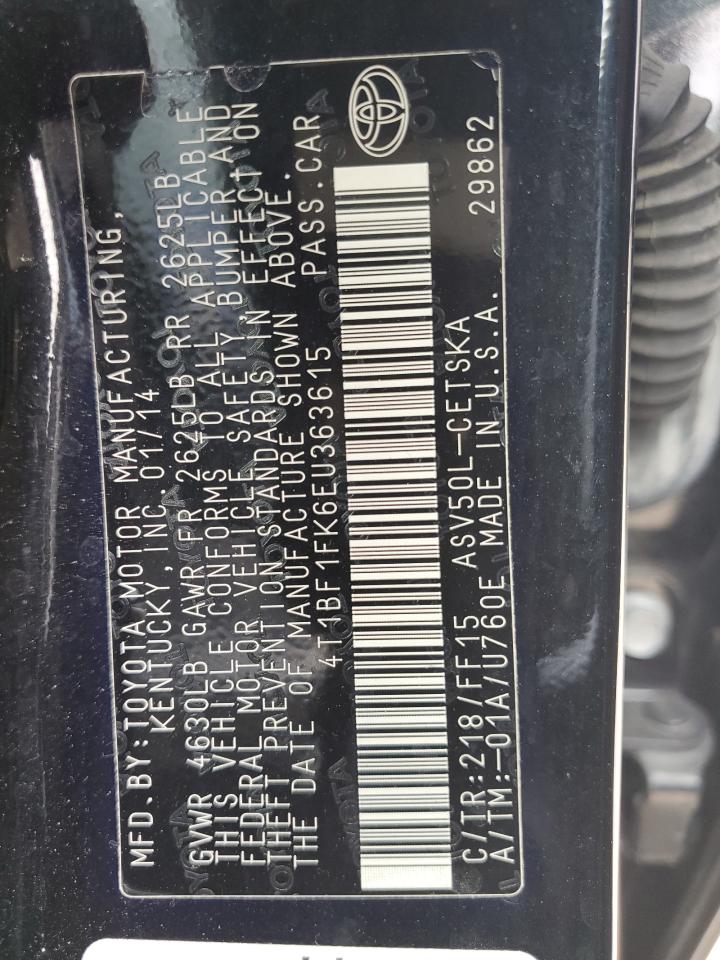 MFD.BY:TOYOTA MOTOR MANUFACTURING,
KENTUCKY,INC. 01/14
GVWR 4630LB GAWR FR 2625LB RR 2625LB
THIS VEHICLE CONFORMS TO ALL APPLICABLE
FEDERAL MOTOR VEHICLE SAFETY,BUMPER AND
THEFT PREVENTION STANDARDS IN EFFECT ON
THE DATE OF MANUFACTURE SHOWN ABOVE.
4T1BF1FK6EU363615 PASS.CAR
C/TR:218/FF15 ASV50L-CETSKA 29862
A/TM:-01A/U760E MADE IN U.S.A.